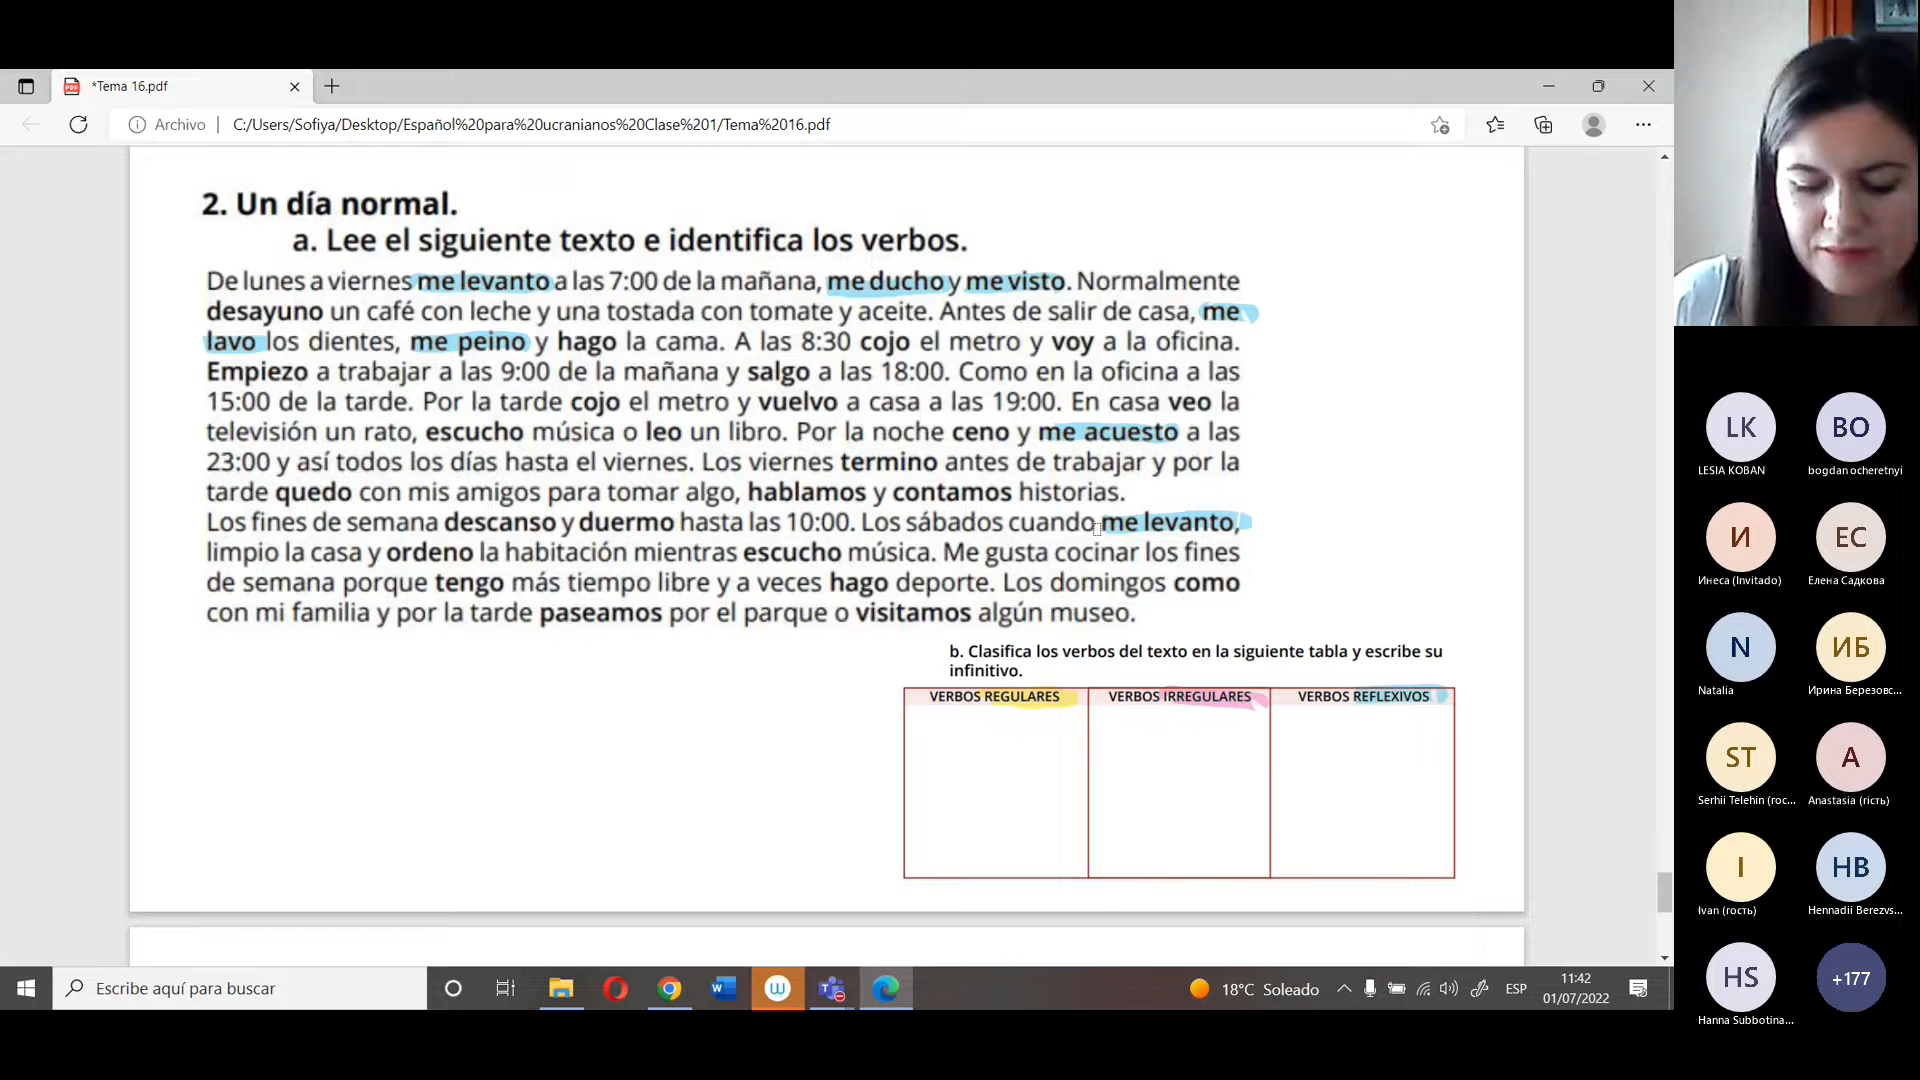 *Tema 16.pdf
Archivo
C:/Users/Sofiya/Desktop/Español%20para%20ucranianos%20Clase%201/Tema%2016.pdf
2. Un día normal.
a. Lee el siguiente texto e identifica los verbos.
De lunes a viernes me levanto a las 7:00 de la mañana, me ducho y me visto. Normalmente
desayuno un café con leche y una tostada con tomate y aceite. Antes de salir de casa, me
lavo los dientes, me peino y hago la cama. A las 8:30 cojo el metro y voy a la oficina.
Empiezo a trabajar a las 9:00 de la mañana y salgo a las 18:00. Como en la oficina a las
15:00 de la tarde. Por la tarde cojo el metro y vuelvo a casa a las 19:00. En casa veo la
televisión un rato, escucho música o leo un libro. Por la noche ceno y me acuesto a las
23:00 y así todos los días hasta el viernes. Los viernes termino antes de trabajar y por la
tarde quedo con mis amigos para tomar algo, hablamos y contamos historias.
Los fines de semana descanso y duermo hasta las 10:00. Los sábados cuando me levanto,
limpio la casa y ordeno la habitación mientras escucho música. Me gusta cocinar los fines
de semana porque tengo más tiempo libre y a veces hago deporte. Los domingos como
con mi familia y por la tarde paseamos por el parque o visitamos algún museo.
b. Clasifica los verbos del texto en la siguiente tabla y escribe su
infinitivo.
VERBOS REGULARES
VERBOS IRREGULARES
VERBOS REFLEXIVOS
LK
LESIA KOBAN
BO
bogdan ocheretnyi
И
Инеса (Invitado)
ЕС
Елена Садкова
N
Natalia
ИБ
Ирина Березовс...
ST
Serhii Telehin (гос...
A
Anastasia (гість)
I
Ivan (гость)
HB
Hennadii Berezvs...
HS
Hanna Subbotina...
+177
Escribe aquí para buscar
18°C Soleado
ESP
11:42
01/07/2022